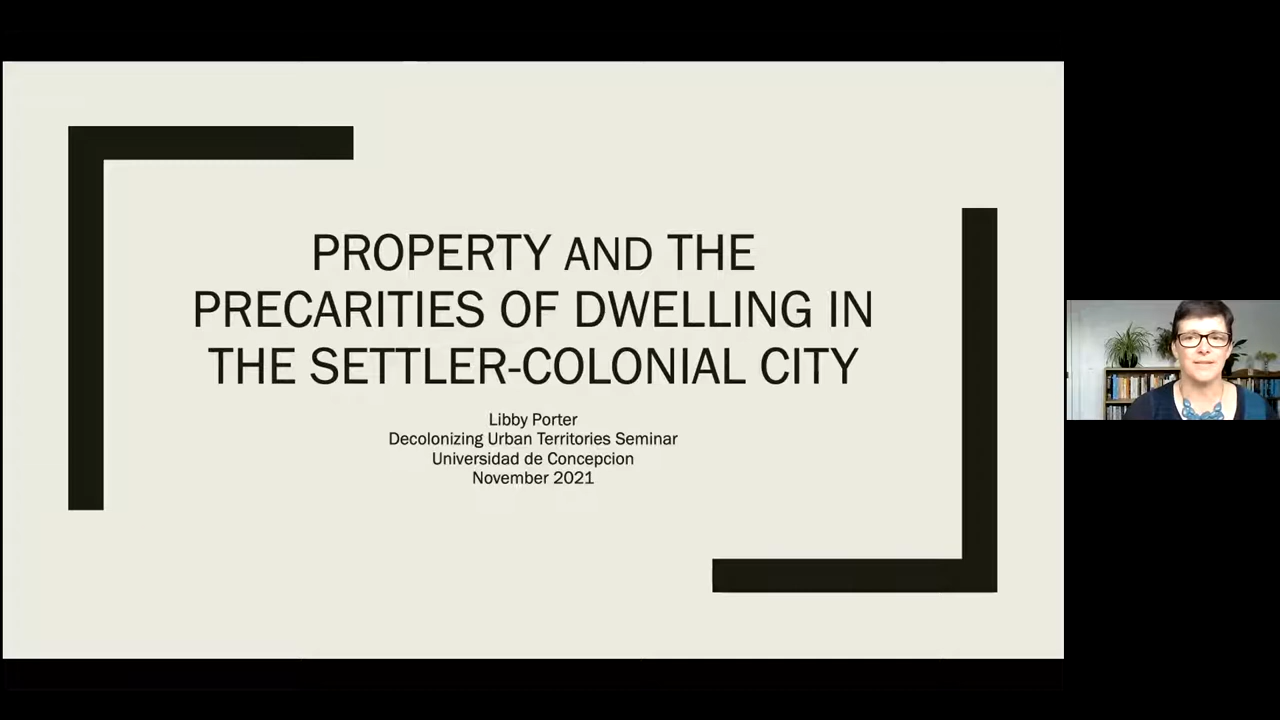 PROPERTY AND THE
PRECARITIES OF DWELLING IN
THE SETTLER-COLONIAL CITY
Libby Porter
Decolonizing Urban Territories Seminar
Universidad de Concepcion
November 2021